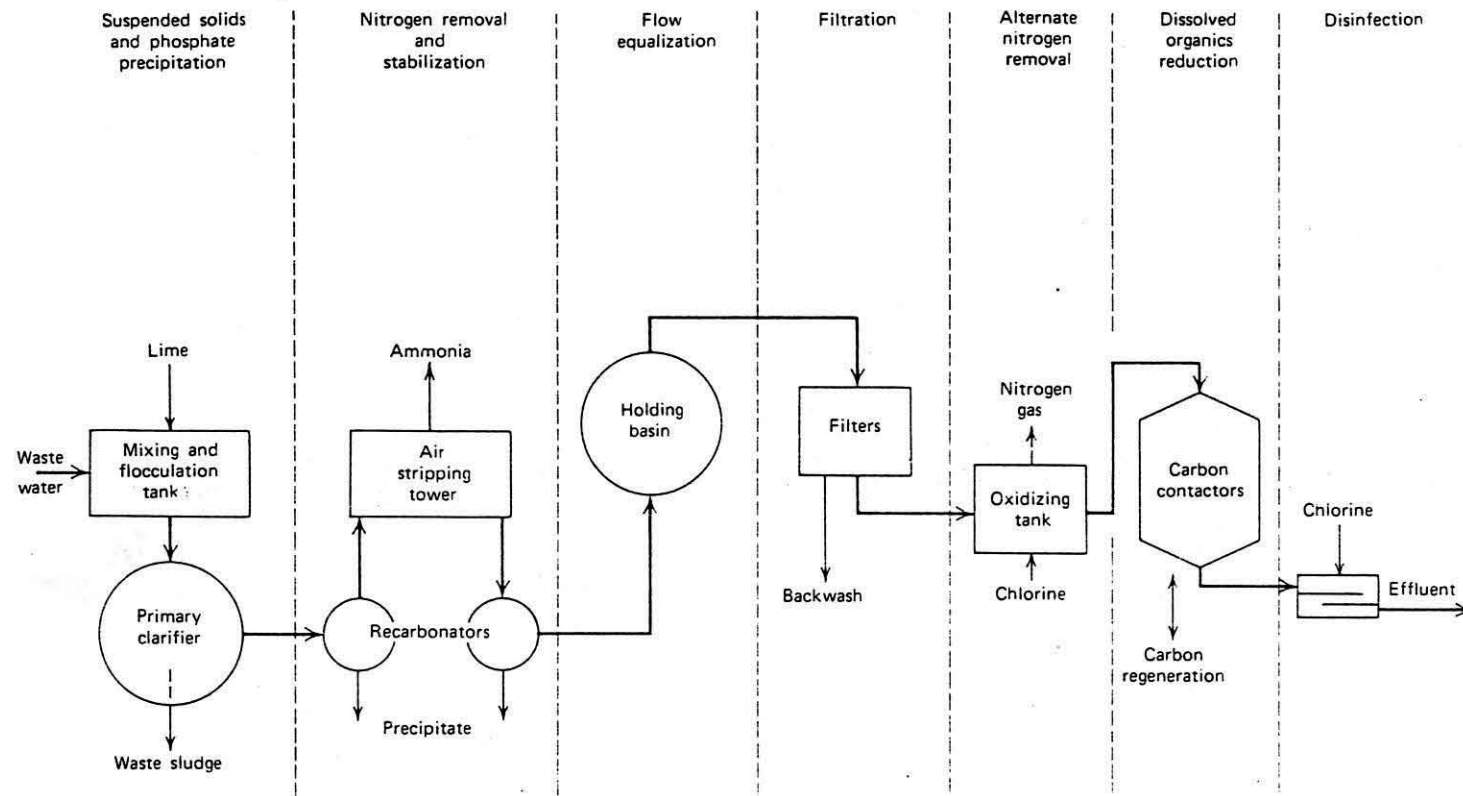 Suspended solids
and phosphate
precipitation
Nitrogen removal
and
stabilization
Flow
equalization
Filtration
Alternate
nitrogen
removal
Dissolved
organics
reduction
Disinfection
Lime
Waste
water
Mixing and
flocculation
tank
Primary
clarifier
Waste sludge
Ammonia
Air
stripping
tower
Recarbonators
Precipitate
Holding
basin
Filters
Backwash
Nitrogen
gas
Oxidizing
tank
Chlorine
Carbon
contactors
Carbon
regeneration
Chlorine
Effluent